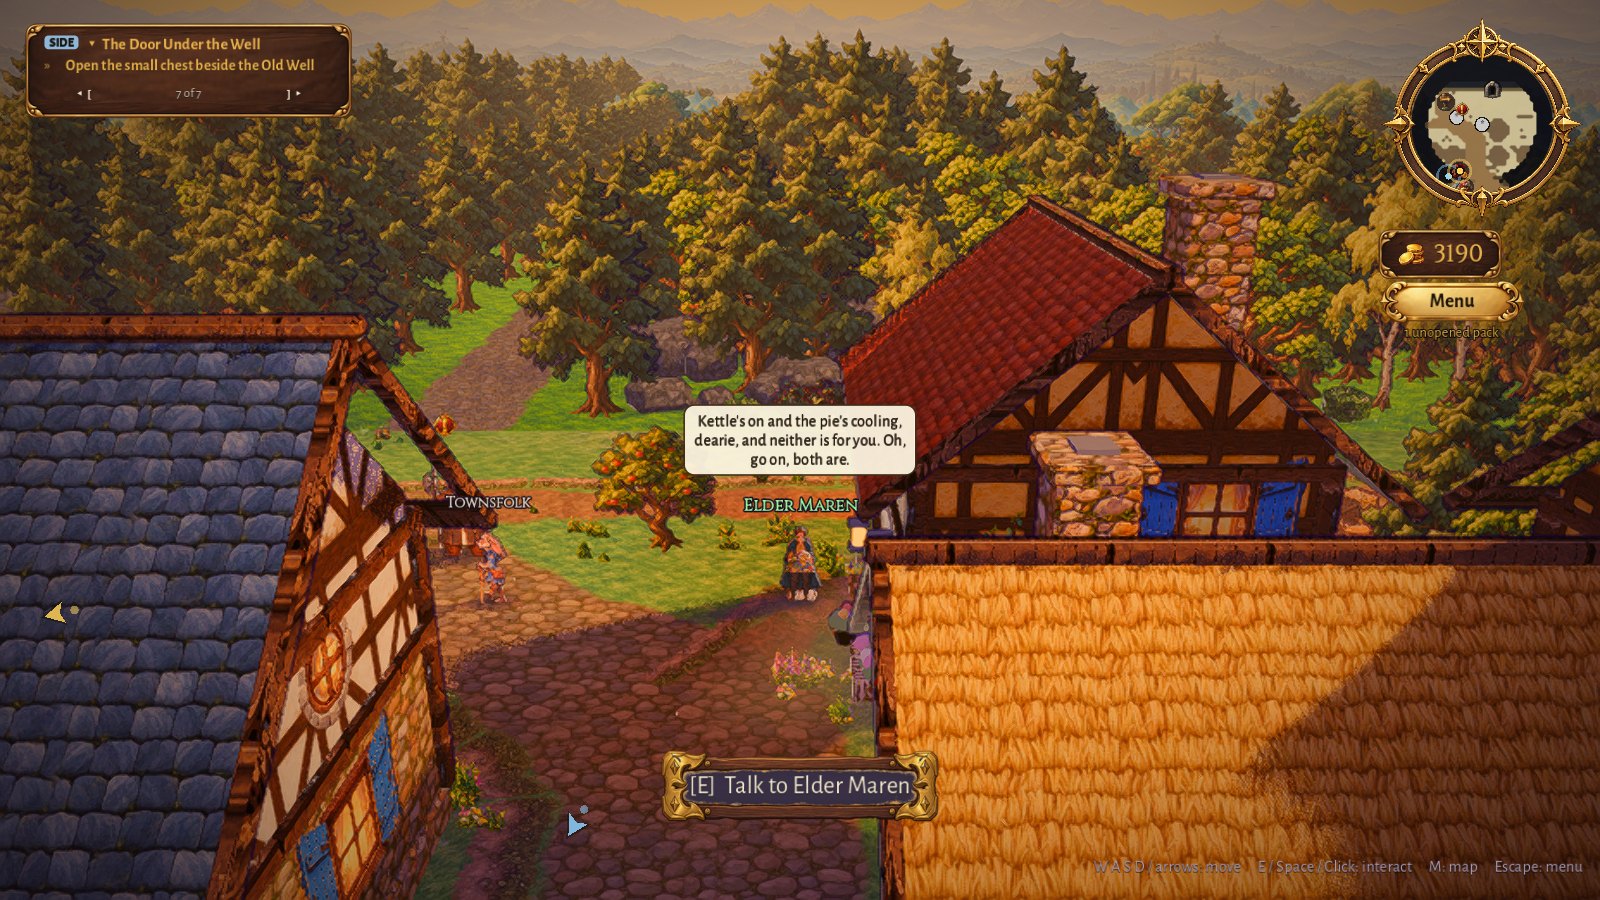 SIDE ▾ The Door Under the Well
» Open the small chest beside the Old Well
◂ [ 7 of 7 ] ▸
3190
Menu
1 unopened pack
Kettle's on and the pie's cooling,
dearie, and neither is for you. Oh,
go on, both are.
Townsfolk
Elder Maren
[E] Talk to Elder Maren
W A S D / arrows: move E / Space / Click: interact M: map Escape: menu